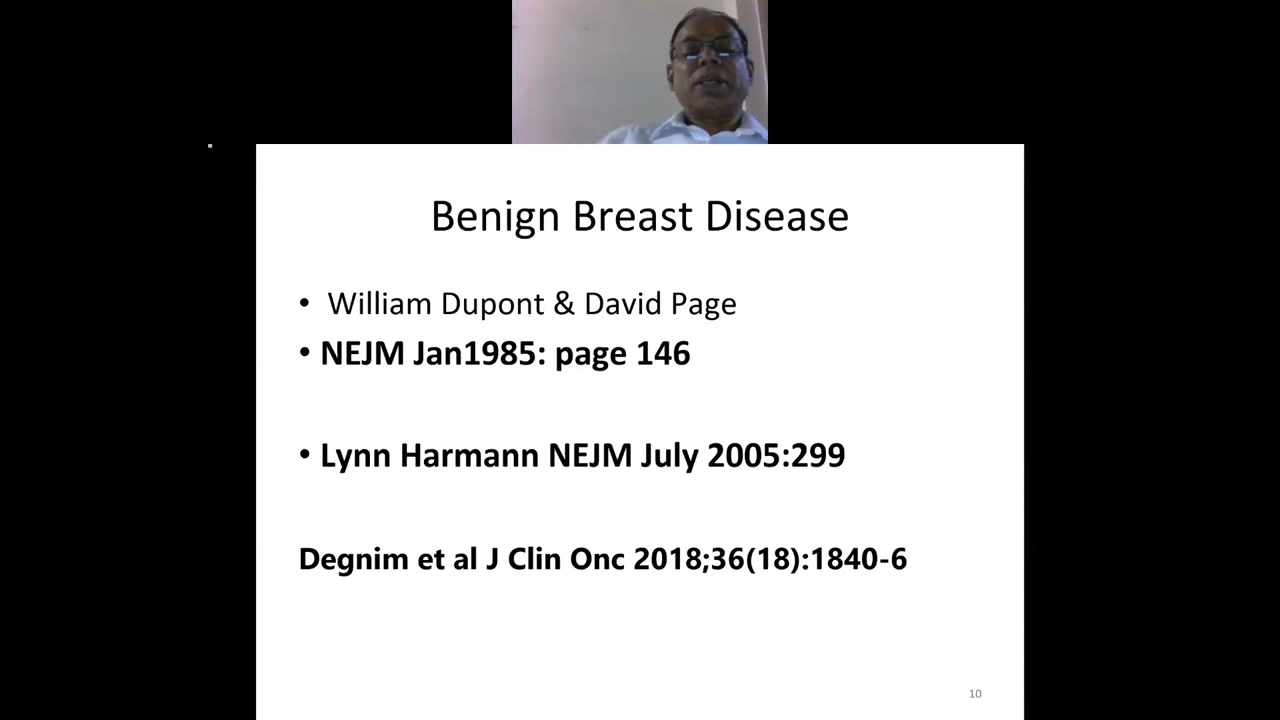 Benign Breast Disease
• William Dupont & David Page
• NEJM Jan1985: page 146
• Lynn Harmann NEJM July 2005:299
Degnim et al J Clin Onc 2018;36(18):1840-6
10